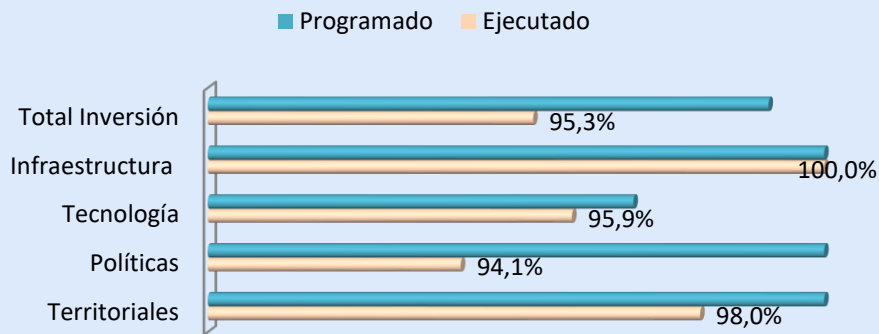 Programado Ejecutado
Total Inversión 95,3%
Infraestructura 100,0%
Tecnología 95,9%
Políticas 94,1%
Territoriales 98,0%